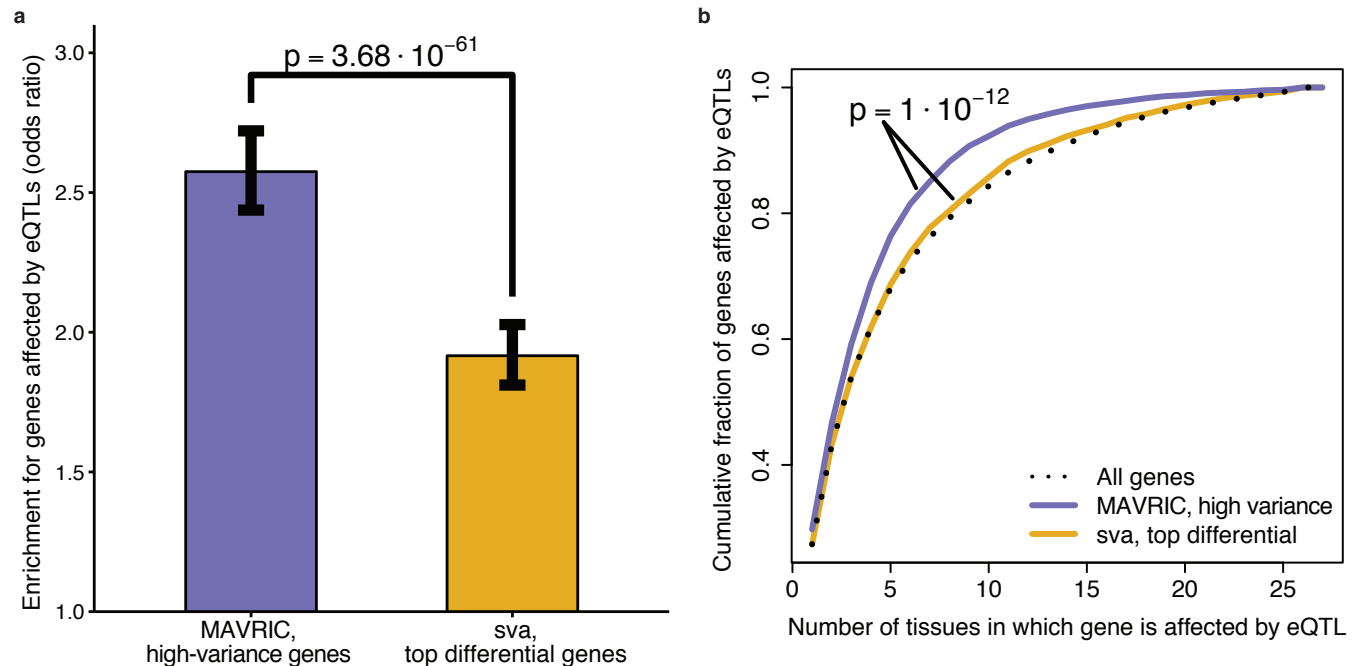 a
Enrichment for genes affected by eQTLs (odds ratio)
3.0
2.5
2.0
1.5
1.0
p = 3.68 · 10⁻⁶¹
MAVRIC,
high-variance genes
sva,
top differential genes
b
Cumulative fraction of genes affected by eQTLs
1.0
0.8
0.6
0.4
p = 1 · 10⁻¹²
All genes
MAVRIC, high variance
sva, top differential
0 5 10 15 20 25
Number of tissues in which gene is affected by eQTL